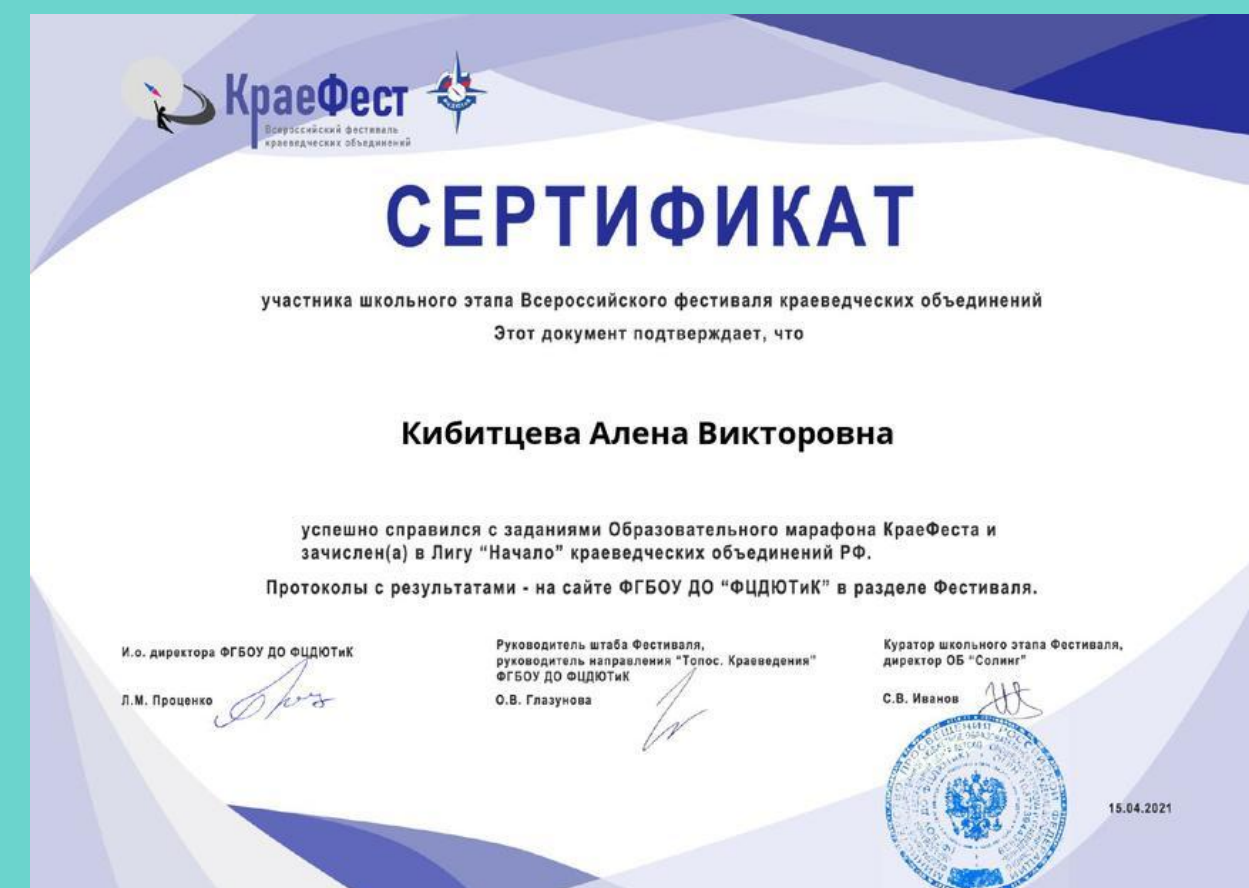 КраеФест
Всероссийский фестиваль
краеведческих объединений
СЕРТИФИКАТ
участника школьного этапа Всероссийского фестиваля краеведческих объединений
Этот документ подтверждает, что
Кибитцева Алена Викторовна
успешно справился с заданиями Образовательного марафона КраеФеста и
зачислен(а) в Лигу “Начало” краеведческих объединений РФ.
Протоколы с результатами - на сайте ФГБОУ ДО “ФЦДЮТиК” в разделе Фестиваля.
И.о. директора ФГБОУ ДО ФЦДЮТиК
Л.М. Проценко
Руководитель штаба Фестиваля,
руководитель направления “Топос. Краеведения”
ФГБОУ ДО ФЦДЮТиК
О.В. Глазунова
Куратор школьного этапа Фестиваля,
директор ОБ “Солинг”
С.В. Иванов
15.04.2021